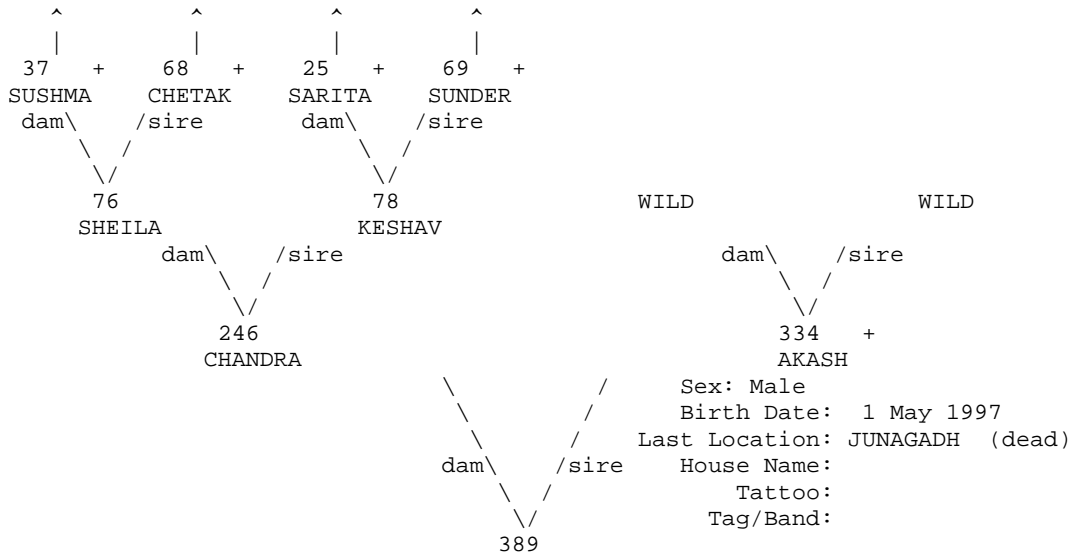 ^ ^ ^ ^
| | | |
37 + 68 + 25 + 69 +
SUSHMA CHETAK SARITA SUNDER
dam\ /sire dam\ /sire
\ / \ /
\/ \/
76 78 WILD WILD
SHEILA KESHAV
dam\ /sire dam\ /sire
\ / \ /
\/ \/
246 334 +
CHANDRA AKASH
\ / Sex: Male
\ / Birth Date: 1 May 1997
\ / Last Location: JUNAGADH (dead)
dam\ /sire House Name:
\ / Tattoo:
\/ Tag/Band:
389